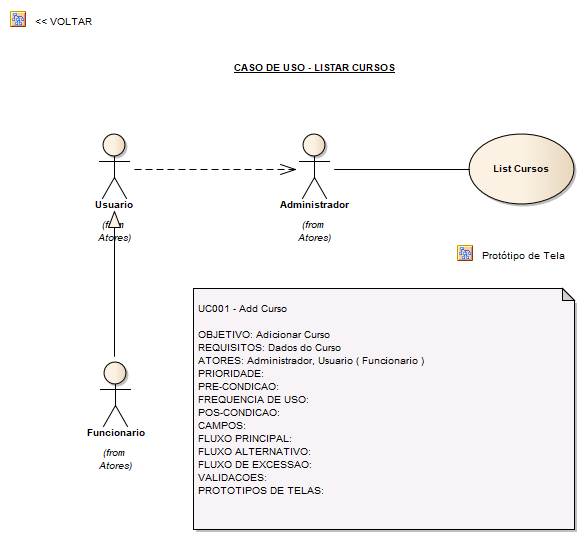 << VOLTAR
CASO DE USO - LISTAR CURSOS
Usuario
(from
Atores)
Administrador
(from
Atores)
List Cursos
Protótipo de Tela
UC001 - Add Curso
OBJETIVO: Adicionar Curso
REQUISITOS: Dados do Curso
ATORES: Administrador, Usuario ( Funcionario )
PRIORIDADE:
PRE-CONDICAO:
FREQUENCIA DE USO:
POS-CONDICAO:
CAMPOS:
FLUXO PRINCIPAL:
FLUXO ALTERNATIVO:
FLUXO DE EXCESSAO:
VALIDACOES:
PROTOTIPOS DE TELAS:
Funcionario
(from
Atores)